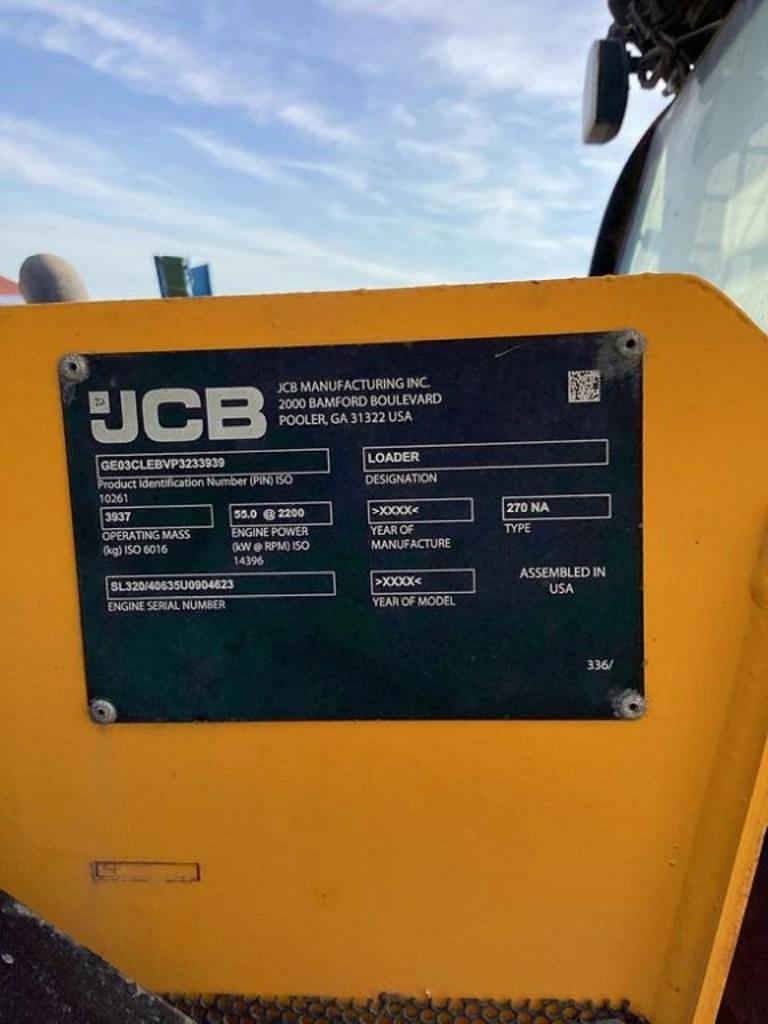 JCB
JCB MANUFACTURING INC.
2000 BAMFORD BOULEVARD
POOLER, GA 31322 USA
GE03CLEBVP3233939
Product Identification Number (PIN) ISO
10261
LOADER
DESIGNATION
3937
OPERATING MASS
(kg) ISO 6016
55.0 @ 2200
ENGINE POWER
(kW @ RPM) ISO
14396
>XXXX<
YEAR OF
MANUFACTURE
270 NA
TYPE
SL320/40635U0904623
ENGINE SERIAL NUMBER
>XXXX<
YEAR OF MODEL
ASSEMBLED IN
USA
336/